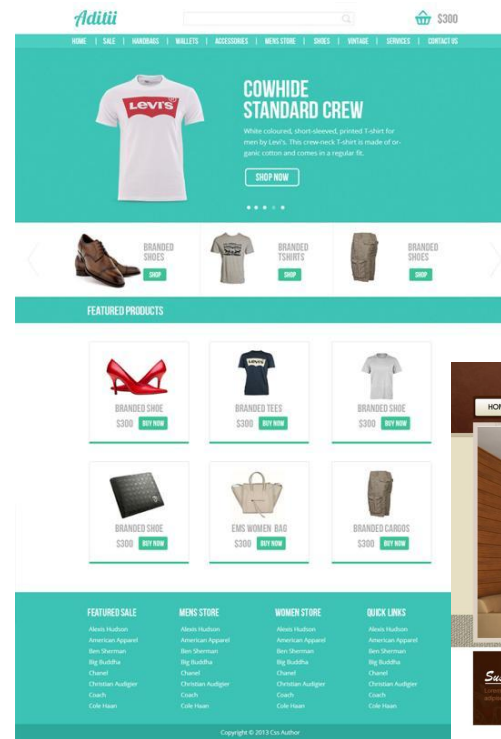 Aditii
$300
HOME | SALE | HANDBAGS | WALLETS | ACCESSORIES | MENS STORE | SHOES | VINTAGE | SERVICES | CONTACT US
LEVI'S
COWHIDE
STANDARD CREW
White coloured, short-sleeved, printed T-shirt for
men by Levi's. This crew-neck T-shirt is made of or-
ganic cotton and comes in a regular fit.
SHOP NOW
BRANDED
SHOES
SHOP
BRANDED
TSHIRTS
SHOP
BRANDED
SHOES
SHOP
FEATURED PRODUCTS
BRANDED SHOE
$300 BUY NOW
BRANDED TEES
$300 BUY NOW
BRANDED SHOE
$300 BUY NOW
BRANDED SHOE
$300 BUY NOW
EMS WOMEN BAG
$300 BUY NOW
BRANDED CARGOS
$300 BUY NOW
FEATURED SALE
Alexis Hudson
American Apparel
Ben Sherman
Big Buddha
Chanel
Christian Audigier
Coach
Cole Haan
MENS STORE
Alexis Hudson
American Apparel
Ben Sherman
Big Buddha
Chanel
Christian Audigier
Coach
Cole Haan
WOMEN STORE
Alexis Hudson
American Apparel
Ben Sherman
Big Buddha
Chanel
Christian Audigier
Coach
Cole Haan
QUICK LINKS
Alexis Hudson
American Apparel
Ben Sherman
Big Buddha
Chanel
Christian Audigier
Coach
Cole Haan
Copyright © 2013 Css Author